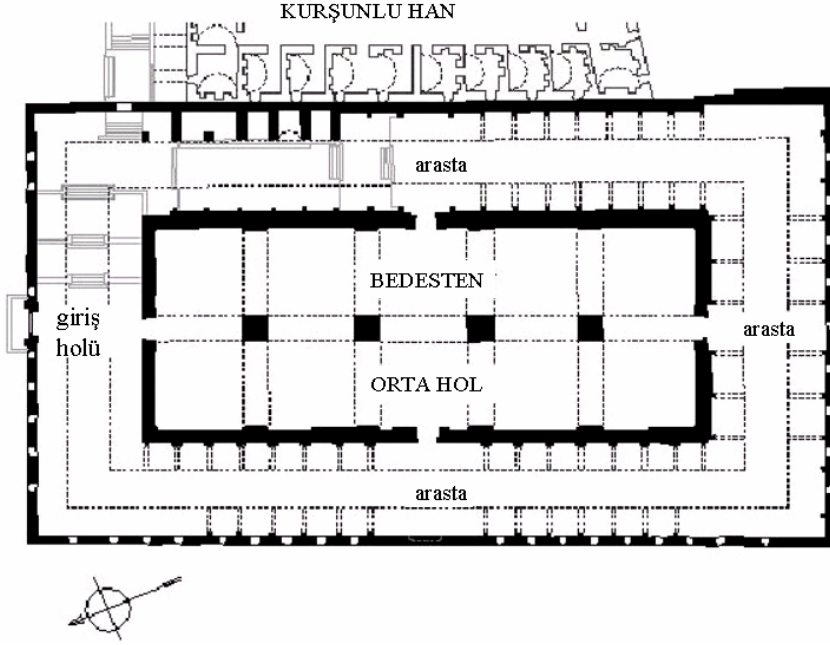 KURŞUNLU HAN
arasta
BEDESTEN
giriş
holü
arasta
ORTA HOL
arasta